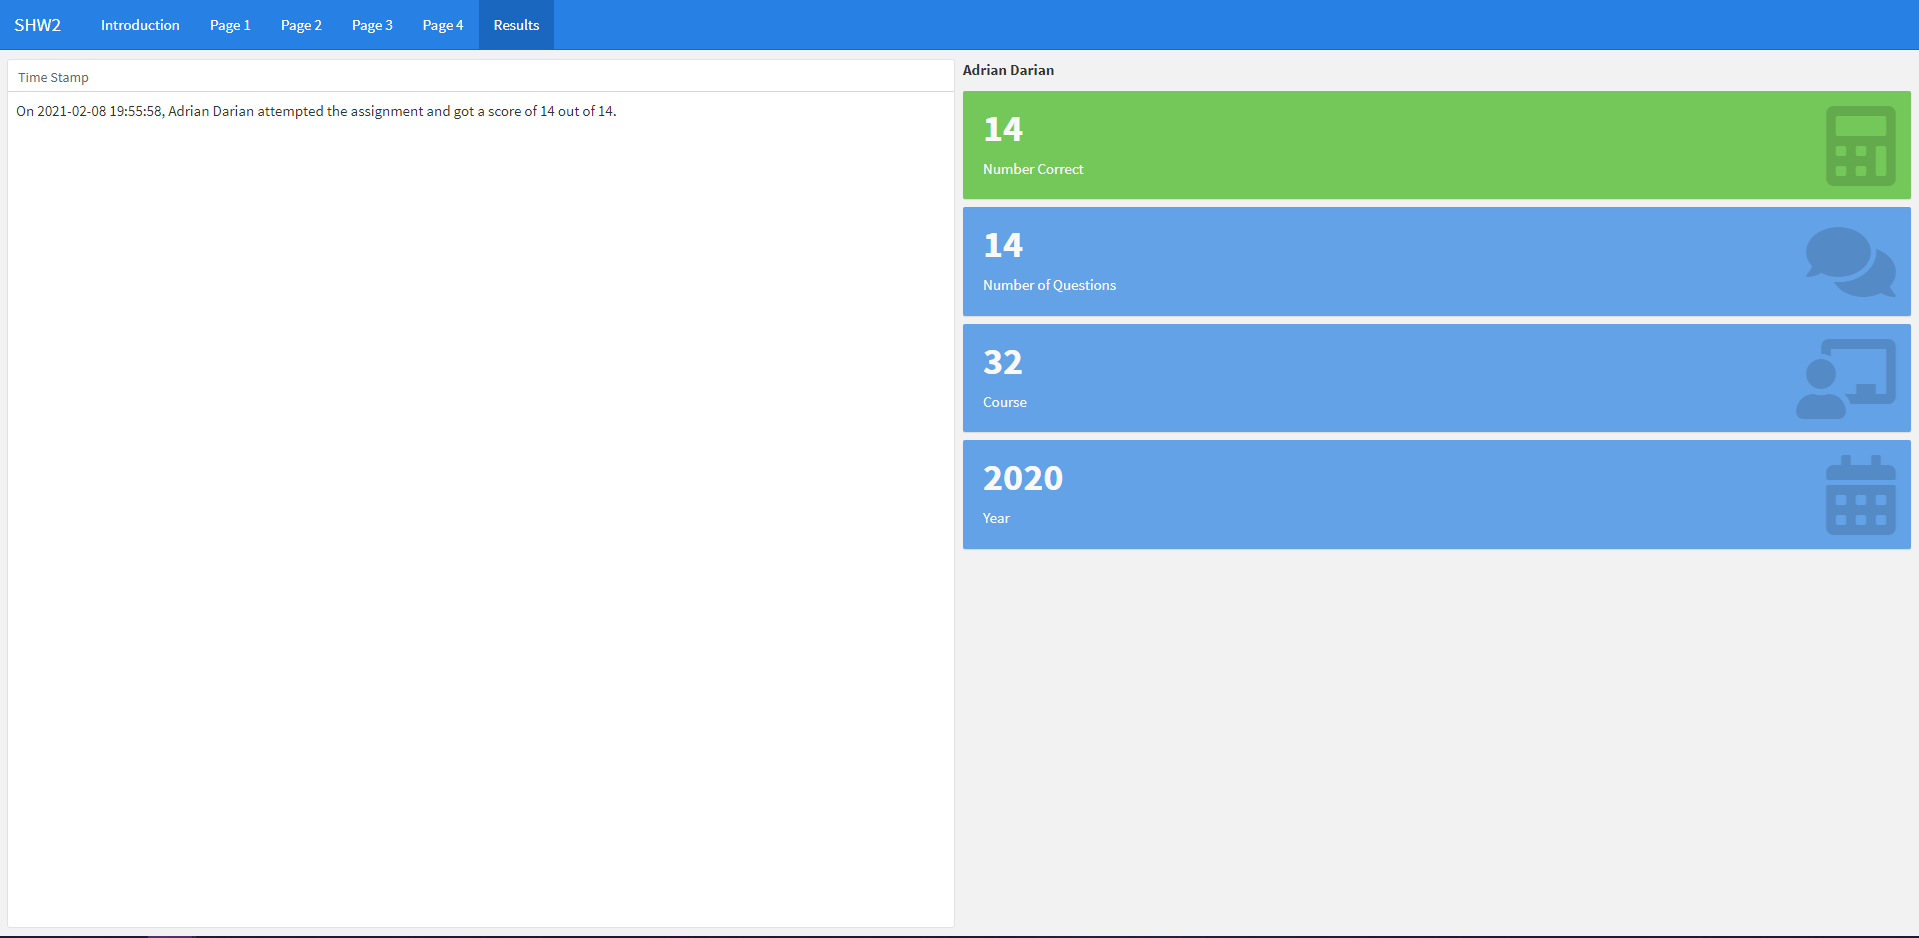 SHW2 Introduction Page 1 Page 2 Page 3 Page 4 Results
Time Stamp
On 2021-02-08 19:55:58, Adrian Darian attempted the assignment and got a score of 14 out of 14.
Adrian Darian
14
Number Correct
14
Number of Questions
32
Course
2020
Year